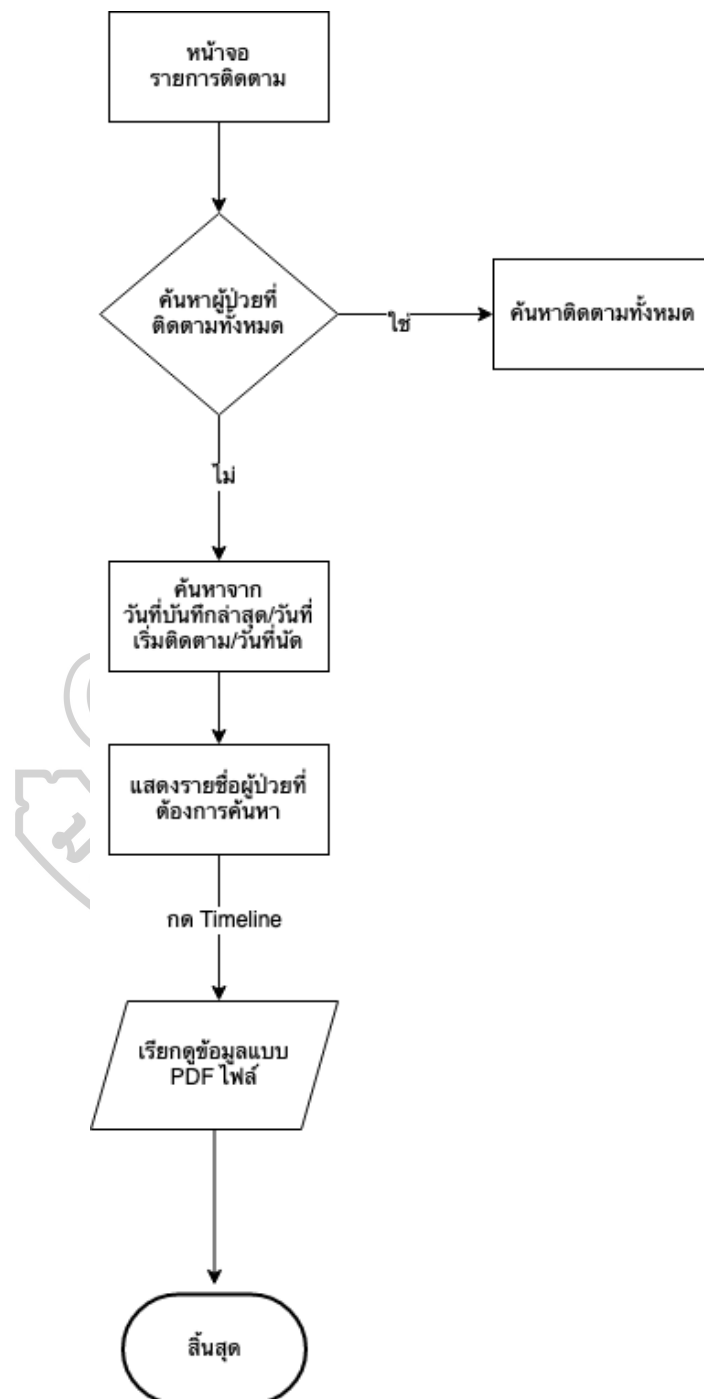 หน้าจอ
รายการติดตาม
ค้นหาผู้ป่วยที่
ติดตามทั้งหมด
ใช่
ค้นหาติดตามทั้งหมด
ไม่
ค้นหาจาก
วันที่บันทึกล่าสุด/วันที่
เริ่มติดตาม/วันที่นัด
แสดงรายชื่อผู้ป่วยที่
ต้องการค้นหา
กด Timeline
เรียกดูข้อมูลแบบ
PDF ไฟล์
สิ้นสุด